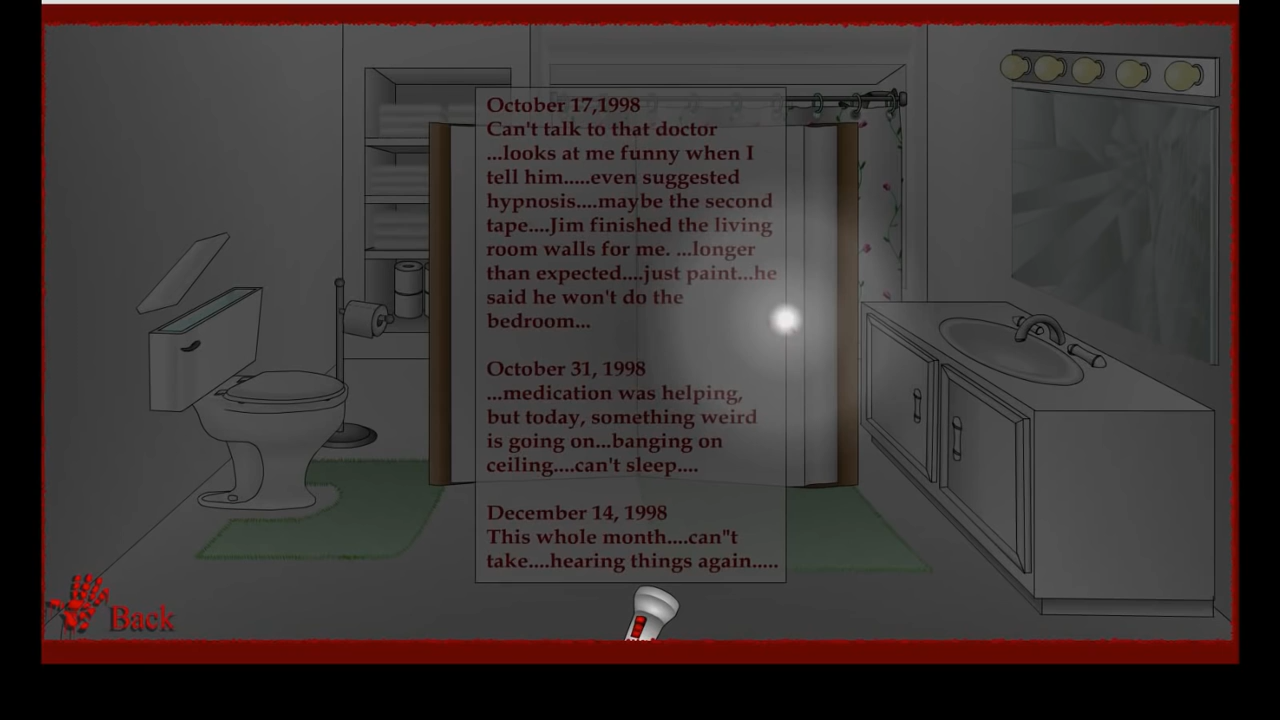 October 17,1998
Can't talk to that doctor
...looks at me funny when I
tell him.....even suggested
hypnosis....maybe the second
tape....Jim finished the living
room walls for me. ...longer
than expected....just paint...he
said he won't do the
bedroom...
October 31, 1998
...medication was helping,
but today, something weird
is going on...banging on
ceiling....can't sleep....
December 14, 1998
This whole month....can"t
take....hearing things again.....
Back